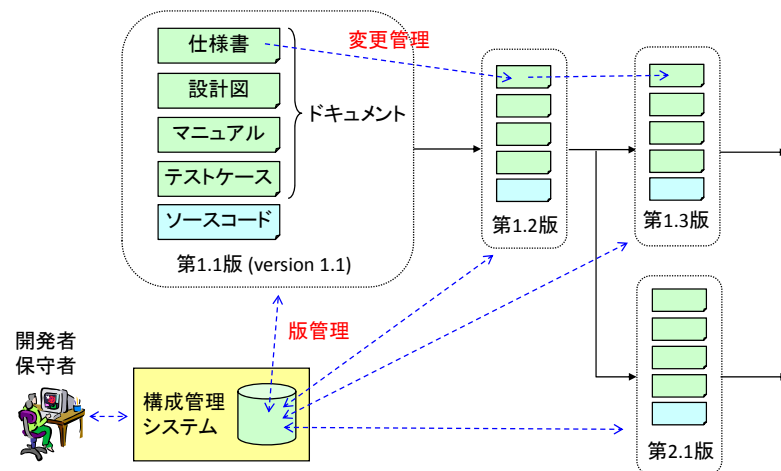 仕様書
変更管理
設計図
ドキュメント
マニュアル
テストケース
ソースコード
第1.1版 (version 1.1)
第1.2版
第1.3版
版管理
開発者
保守者
構成管理
システム
第2.1版